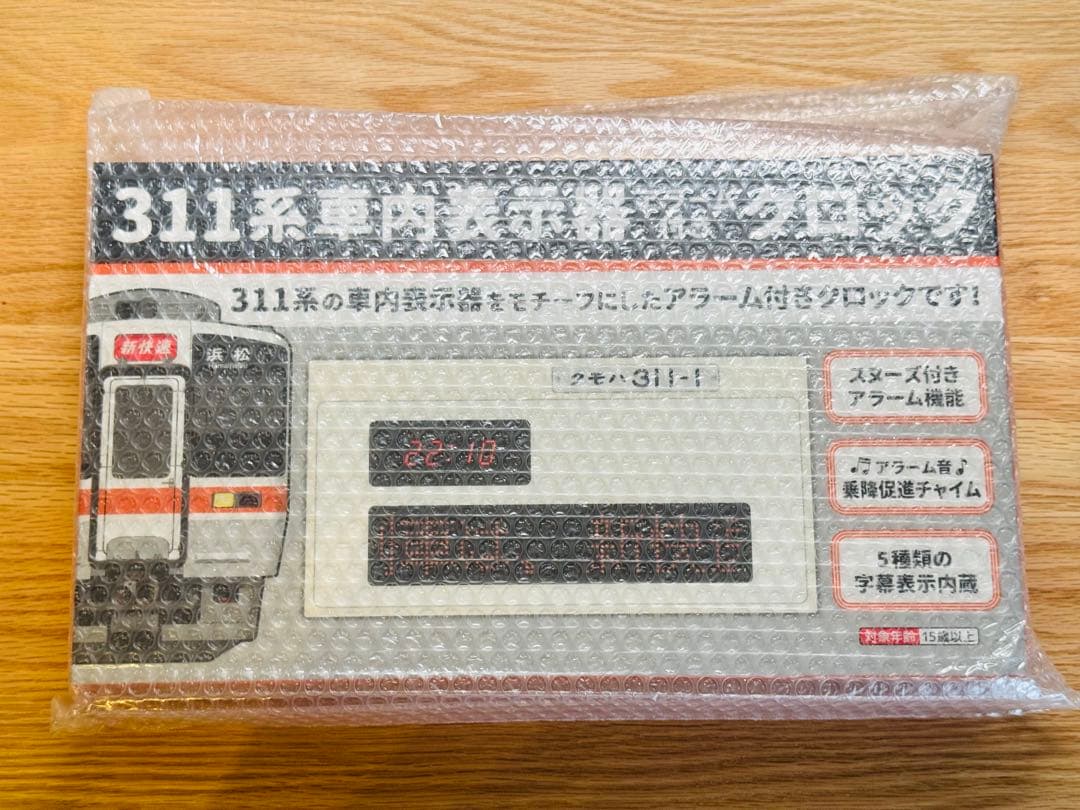 311系車内表示器 クロック
311系の車内表示器をモチーフにしたアラーム付きクロックです!
新快速
浜松
クモハ311-1
22:10
スヌーズ付き
アラーム機能
♫アラーム音♪
乗降促進チャイム
5種類の
字幕表示内蔵
対象年齢 15歳以上